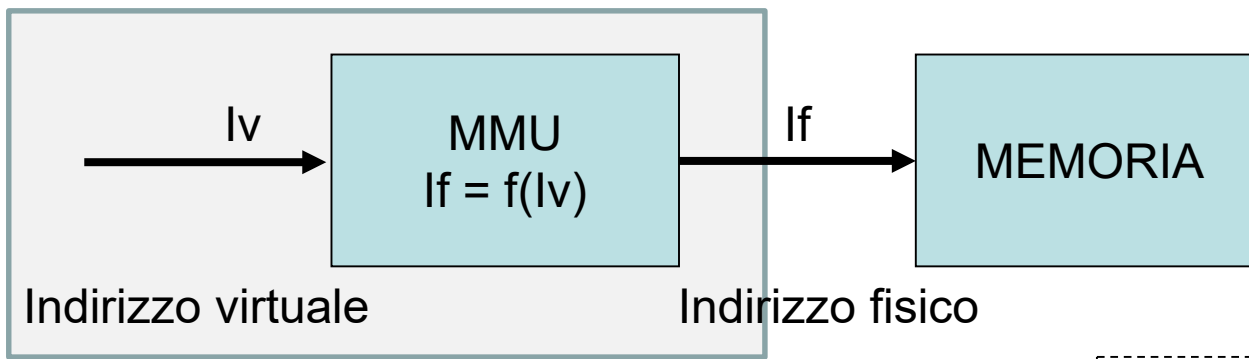 Iv
MMU
If = f(Iv)
If
MEMORIA
Indirizzo virtuale
Indirizzo fisico